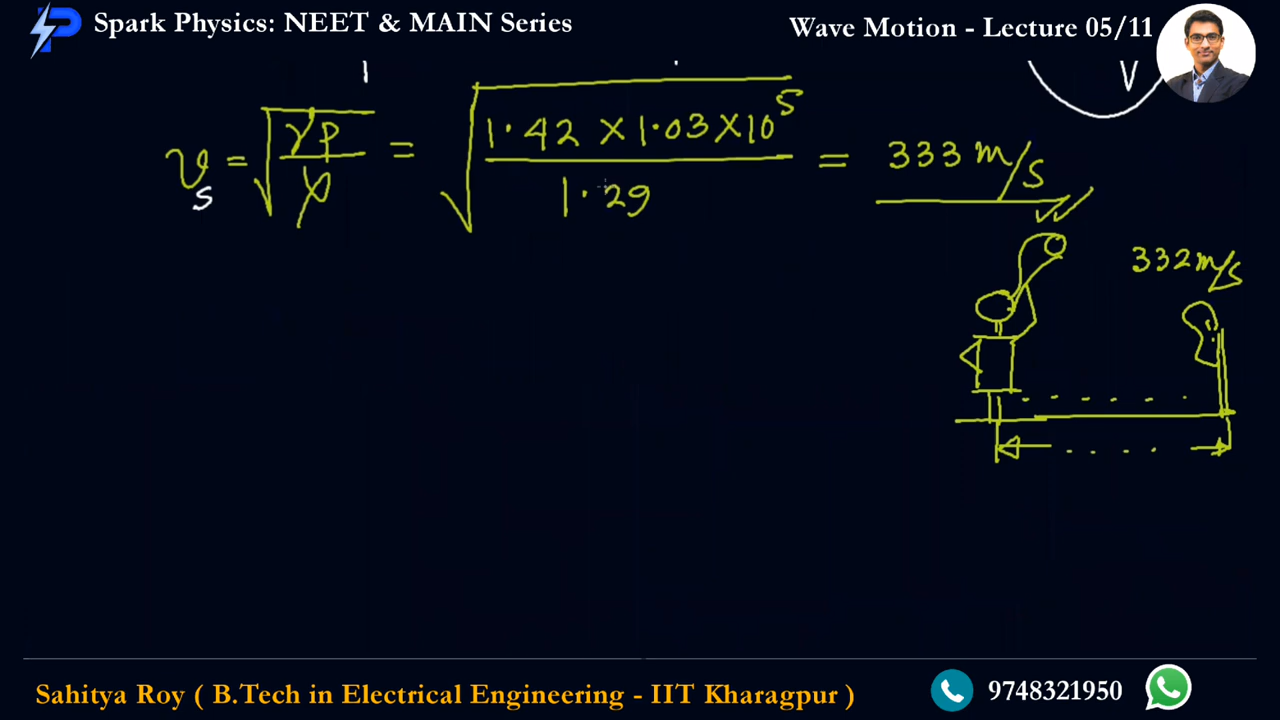 Spark Physics: NEET & MAIN Series
Wave Motion - Lecture 05/11
V
v_s = √(γP/ρ) = √(1.42 × 1.03 × 10^5 / 1.29) = 333 m/s
332 m/s
Sahitya Roy ( B.Tech in Electrical Engineering - IIT Kharagpur )
9748321950